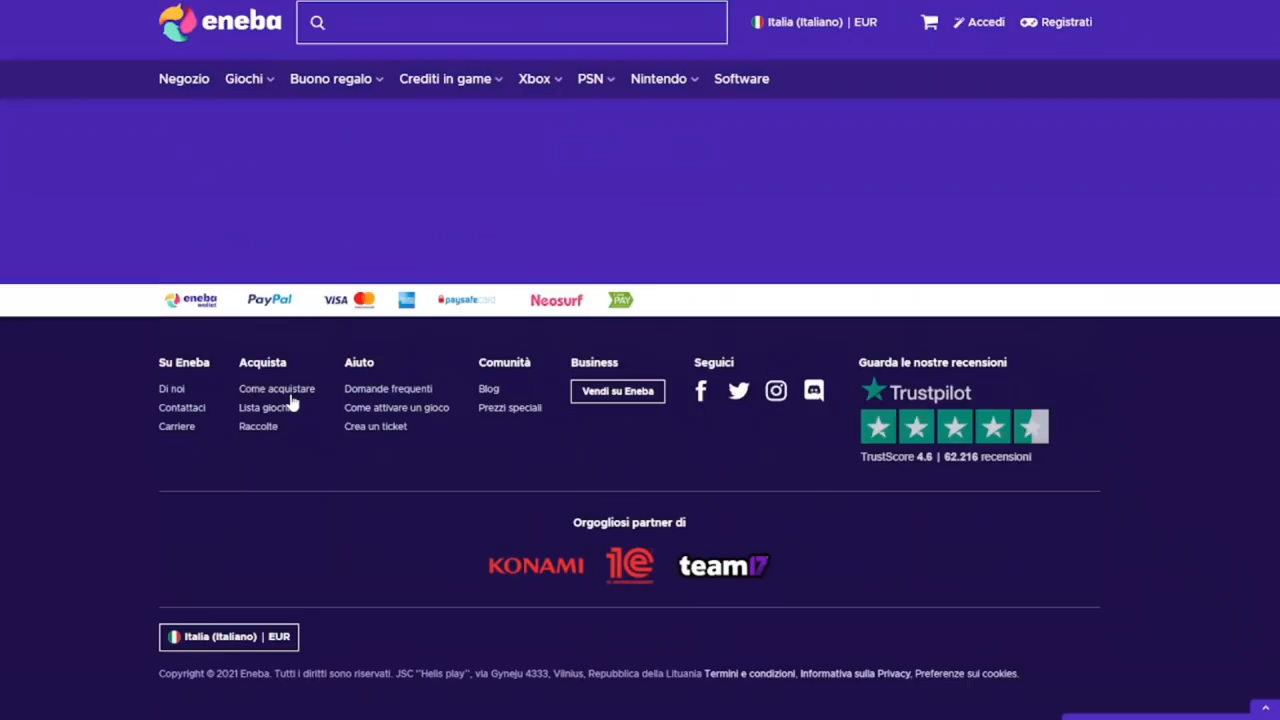 eneba
Italia (Italiano) | EUR
Accedi
Registrati
Negozio
Giochi
Buono regalo
Crediti in game
Xbox
PSN
Nintendo
Software
eneba wallet
PayPal
VISA
paysafecard
Neosurf
PAY
Su Eneba
Di noi
Contattaci
Carriere
Acquista
Come acquistare
Lista giochi
Raccolte
Aiuto
Domande frequenti
Come attivare un gioco
Crea un ticket
Comunità
Blog
Prezzi speciali
Business
Vendi su Eneba
Seguici
Guarda le nostre recensioni
Trustpilot
TrustScore 4.6 | 62.216 recensioni
Orgogliosi partner di
KONAMI
1C
team17
Italia (Italiano) | EUR
Copyright © 2021 Eneba. Tutti i diritti sono riservati. JSC "Helis play", via Gyneju 4333, Vilnius, Repubblica della Lituania Termini e condizioni, Informativa sulla Privacy, Preferenze sui cookies.